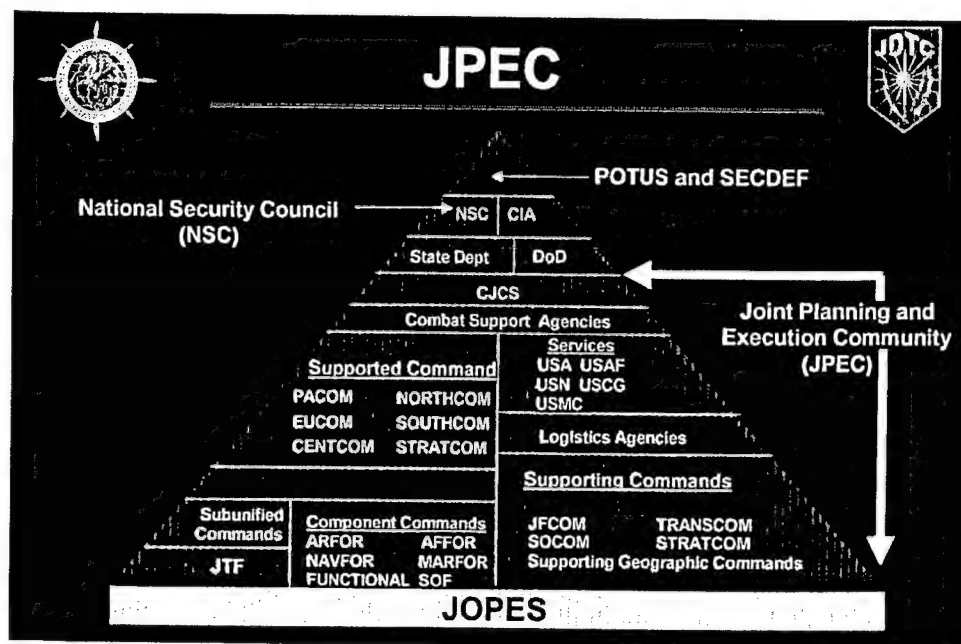 JPEC
JDTC
POTUS and SECDEF
National Security Council
(NSC)
NSC CIA
State Dept DoD
CJCS
Combat Support Agencies
Joint Planning and
Execution Community
(JPEC)
Supported Command
PACOM NORTHCOM
EUCOM SOUTHCOM
CENTCOM STRATCOM
Services
USA USAF
USN USCG
USMC
Logistics Agencies
Supporting Commands
JFCOM TRANSCOM
SOCOM STRATCOM
Supporting Geographic Commands
Subunified
Commands
JTF
Component Commands
ARFOR AFFOR
NAVFOR MARFOR
FUNCTIONAL SOF
JOPES